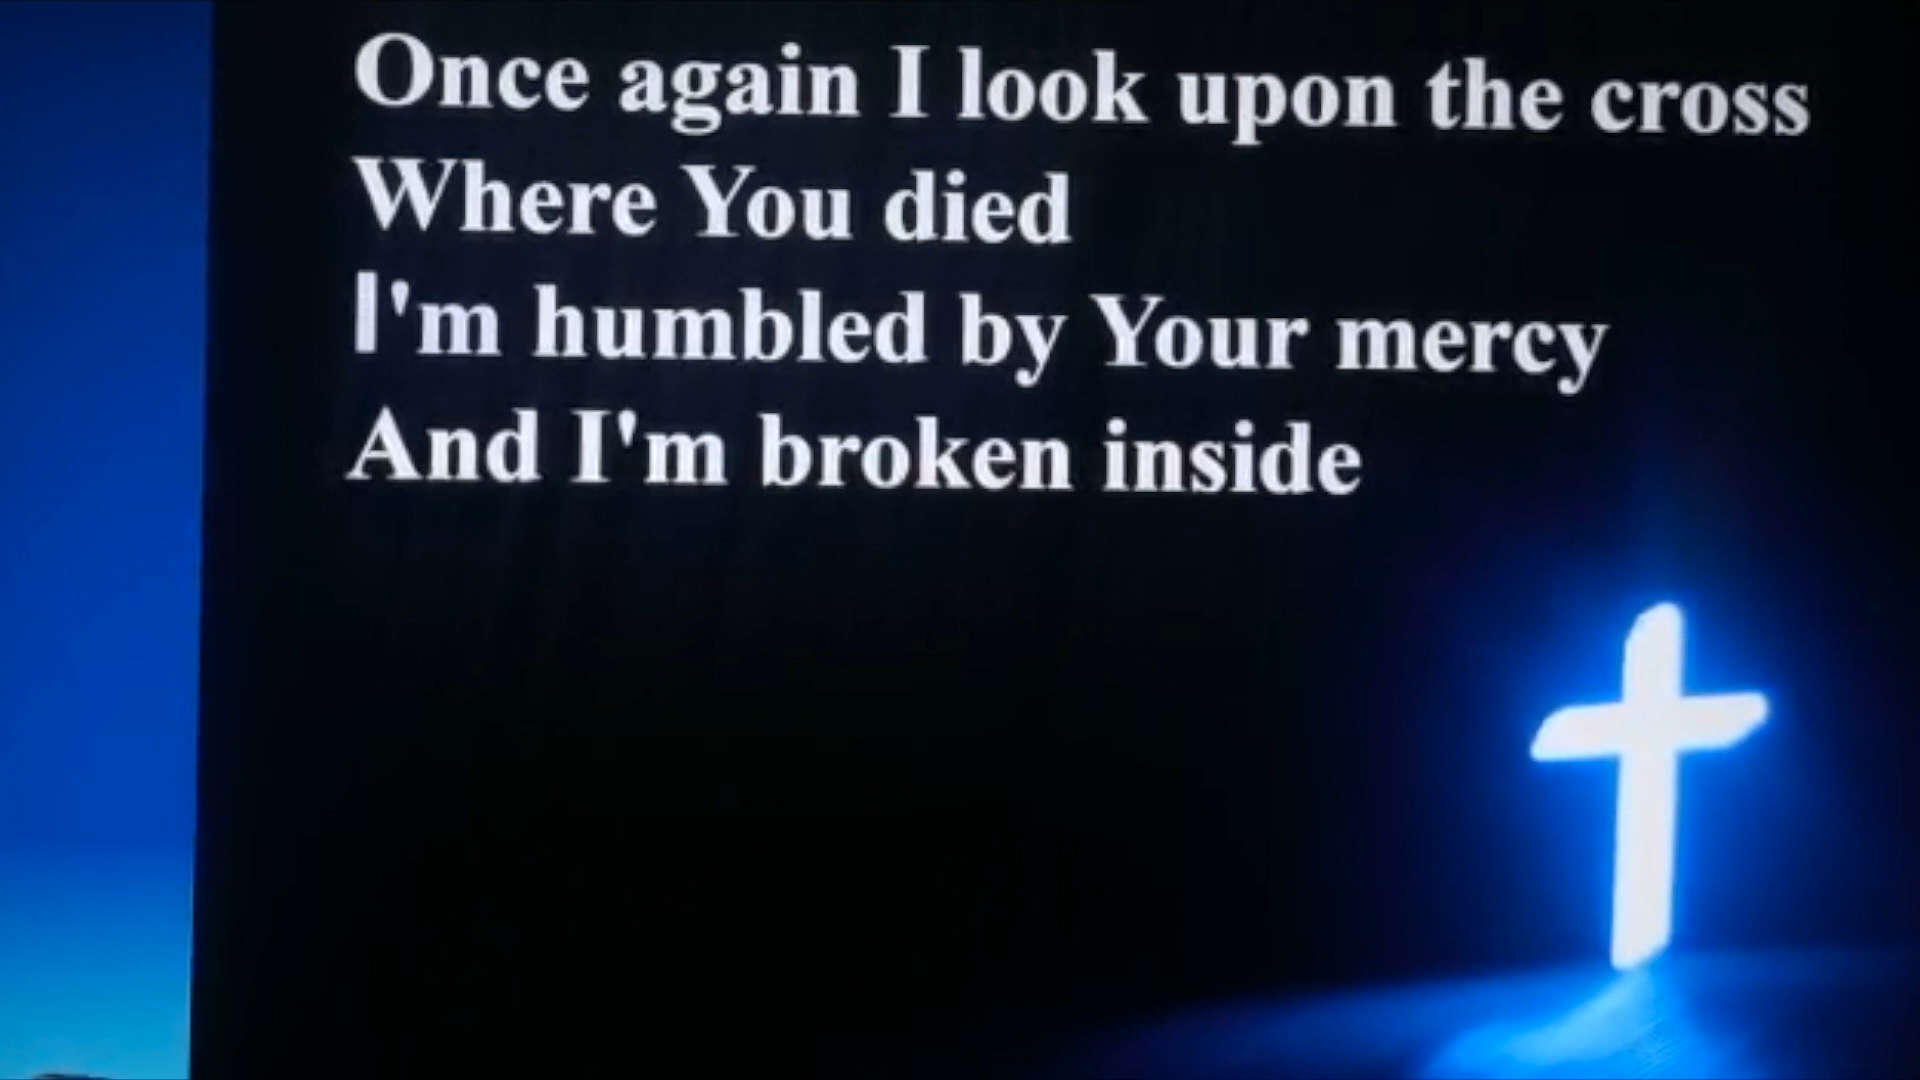 Once again I look upon the cross
Where You died
I'm humbled by Your mercy
And I'm broken inside